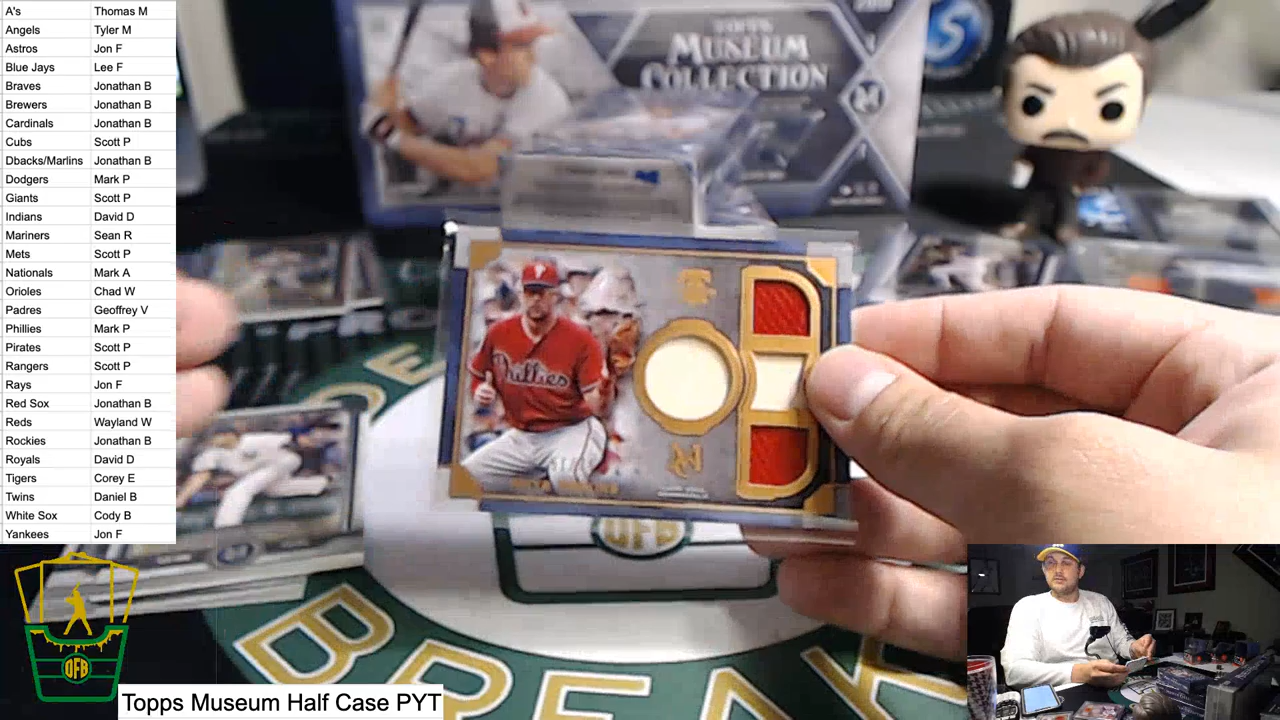 A's Thomas M
Angels Tyler M
Astros Jon F
Blue Jays Lee F
Braves Jonathan B
Brewers Jonathan B
Cardinals Jonathan B
Cubs Scott P
Dbacks/Marlins Jonathan B
Dodgers Mark P
Giants Scott P
Indians David D
Mariners Sean R
Mets Scott P
Nationals Mark A
Orioles Chad W
Padres Geoffrey V
Phillies Mark P
Pirates Scott P
Rangers Scott P
Rays Jon F
Red Sox Jonathan B
Reds Wayland W
Rockies Jonathan B
Royals David D
Tigers Corey E
Twins Daniel B
White Sox Cody B
Yankees Jon F
TOPPS
MUSEUM
COLLECTION
Phillies
OFB
BREAK
OFB
Topps Museum Half Case PYT